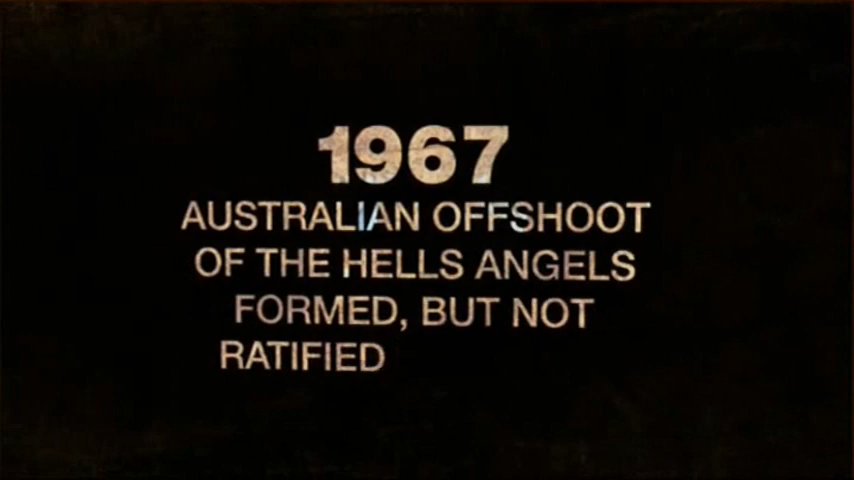 1967
AUSTRALIAN OFFSHOOT
OF THE HELLS ANGELS
FORMED, BUT NOT
RATIFIED